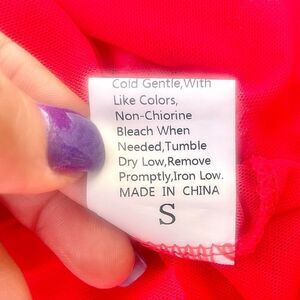 Cold Gentle,With
Like Colors,
Non-Chiorine
Bleach When
Needed,Tumble
Dry Low,Remove
Promptly,Iron Low.
MADE IN CHINA
S